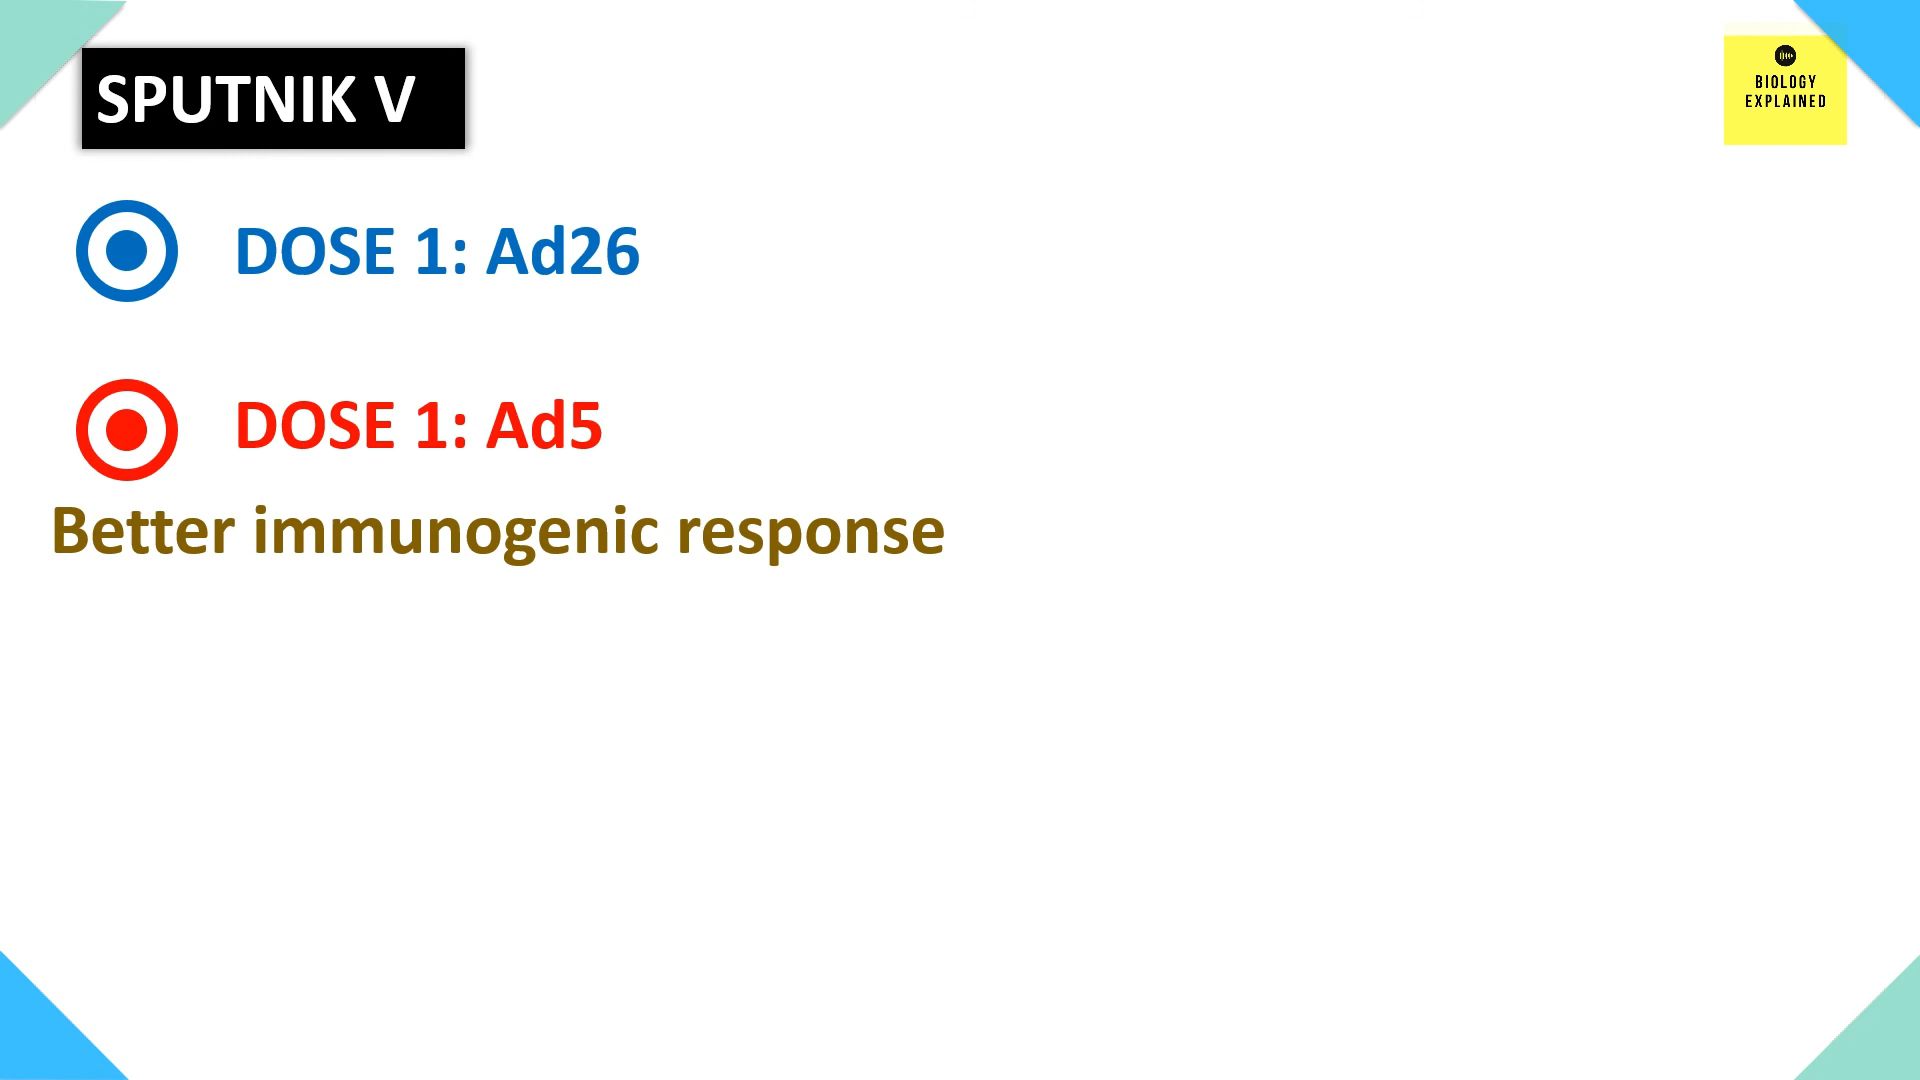 SPUTNIK V
BIOLOGY
EXPLAINED
DOSE 1: Ad26
DOSE 1: Ad5
Better immunogenic response